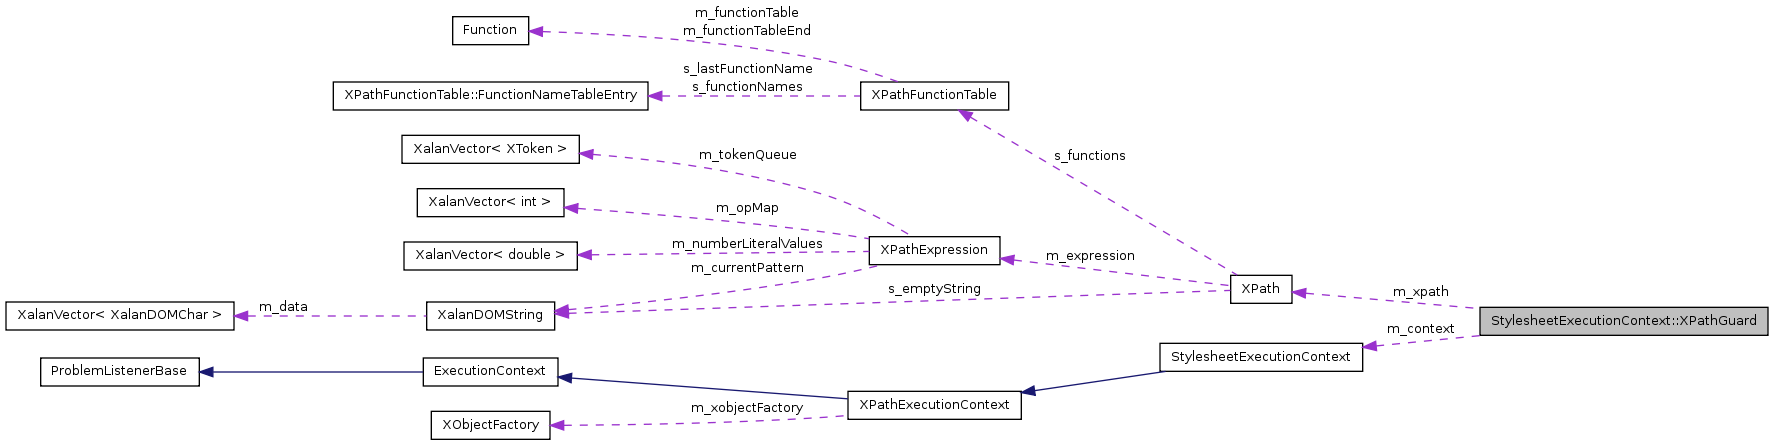 m_functionTable
m_functionTableEnd
Function
s_lastFunctionName
s_functionNames
XPathFunctionTable::FunctionNameTableEntry
XPathFunctionTable
XalanVector< XToken >
m_tokenQueue
s_functions
XalanVector< int >
m_opMap
XalanVector< double >
m_numberLiteralValues
XPathExpression
m_currentPattern
m_expression
s_emptyString
XPath
m_xpath
XalanVector< XalanDOMChar >
m_data
XalanDOMString
StylesheetExecutionContext::XPathGuard
m_context
StylesheetExecutionContext
ProblemListenerBase
ExecutionContext
XPathExecutionContext
m_xobjectFactory
XObjectFactory